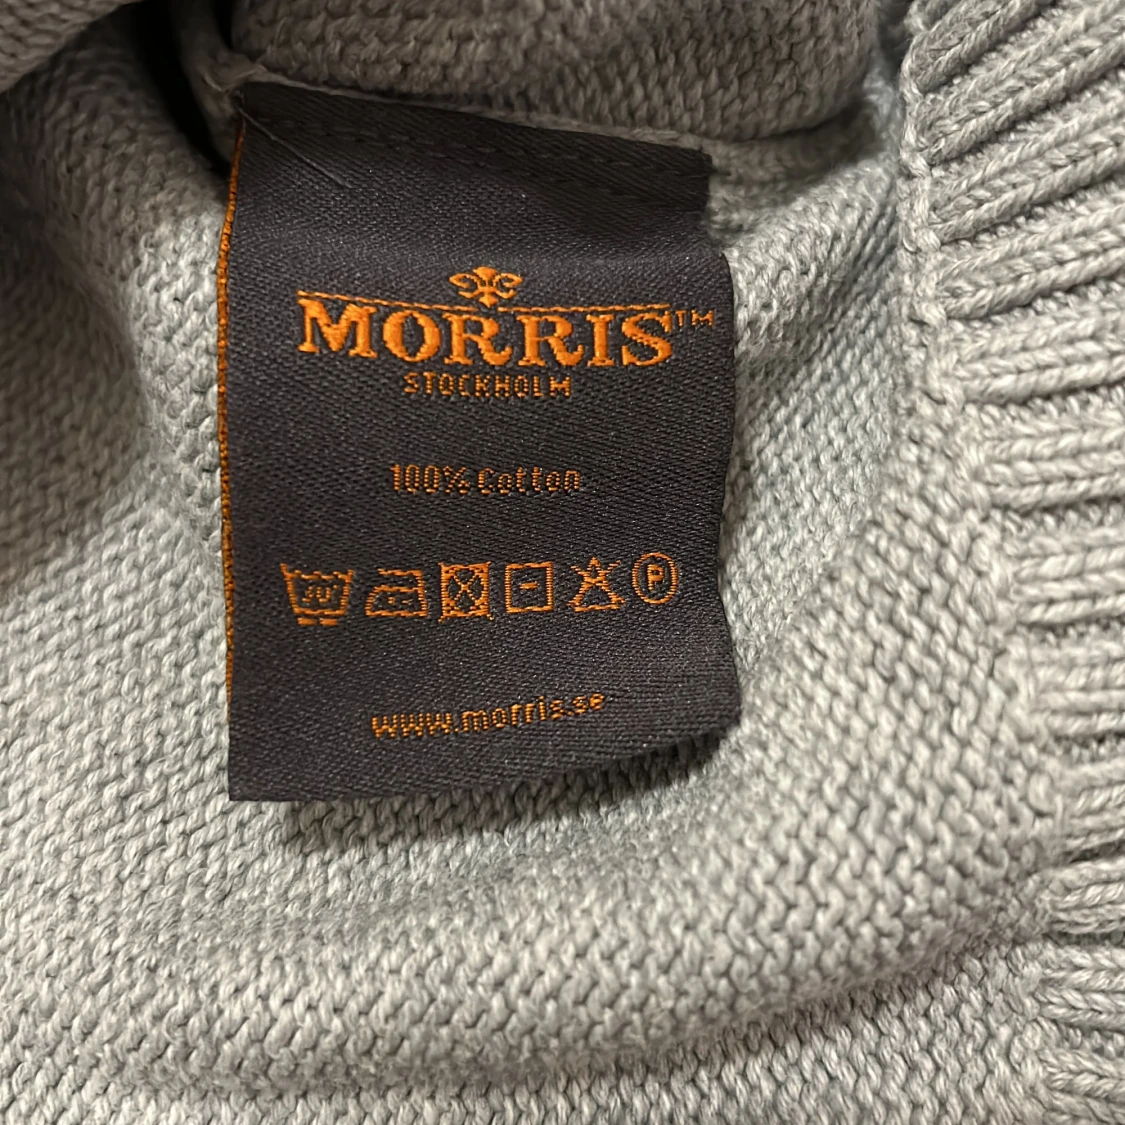 MORRIS™
STOCKHOLM
100% Cotton
30°
P
www.morris.se